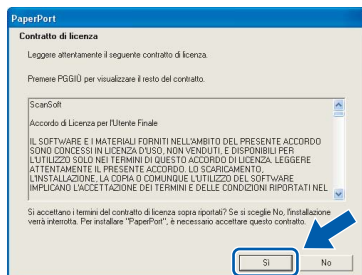 PaperPort
Contratto di licenza
Leggere attentamente il seguente contratto di licenza.
Premere PGGIÙ per visualizzare il resto del contratto.
ScanSoft
Accordo di Licenza per l'Utente Finale
IL SOFTWARE E I MATERIALI FORNITI NELL'AMBITO DEL PRESENTE ACCORDO
SONO CONCESSI IN LICENZA D'USO, NON VENDUTI, E DISPONIBILI PER
L'UTILIZZO SOLO NEI TERMINI DI QUESTO ACCORDO DI LICENZA. LEGGERE
ATTENTAMENTE IL PRESENTE ACCORDO. LO SCARICAMENTO,
L'INSTALLAZIONE, LA COPIA O COMUNQUE L'UTILIZZO DEL SOFTWARE
IMPLICANO L'ACCETTAZIONE DEI TERMINI E DELLE CONDIZIONI RIPORTATI NEL
Si accettano i termini del contratto di licenza sopra riportati? Se si sceglie No, l'installazione
verrà interrotta. Per installare "PaperPort", è necessario accettare questo contratto.
Sì
No